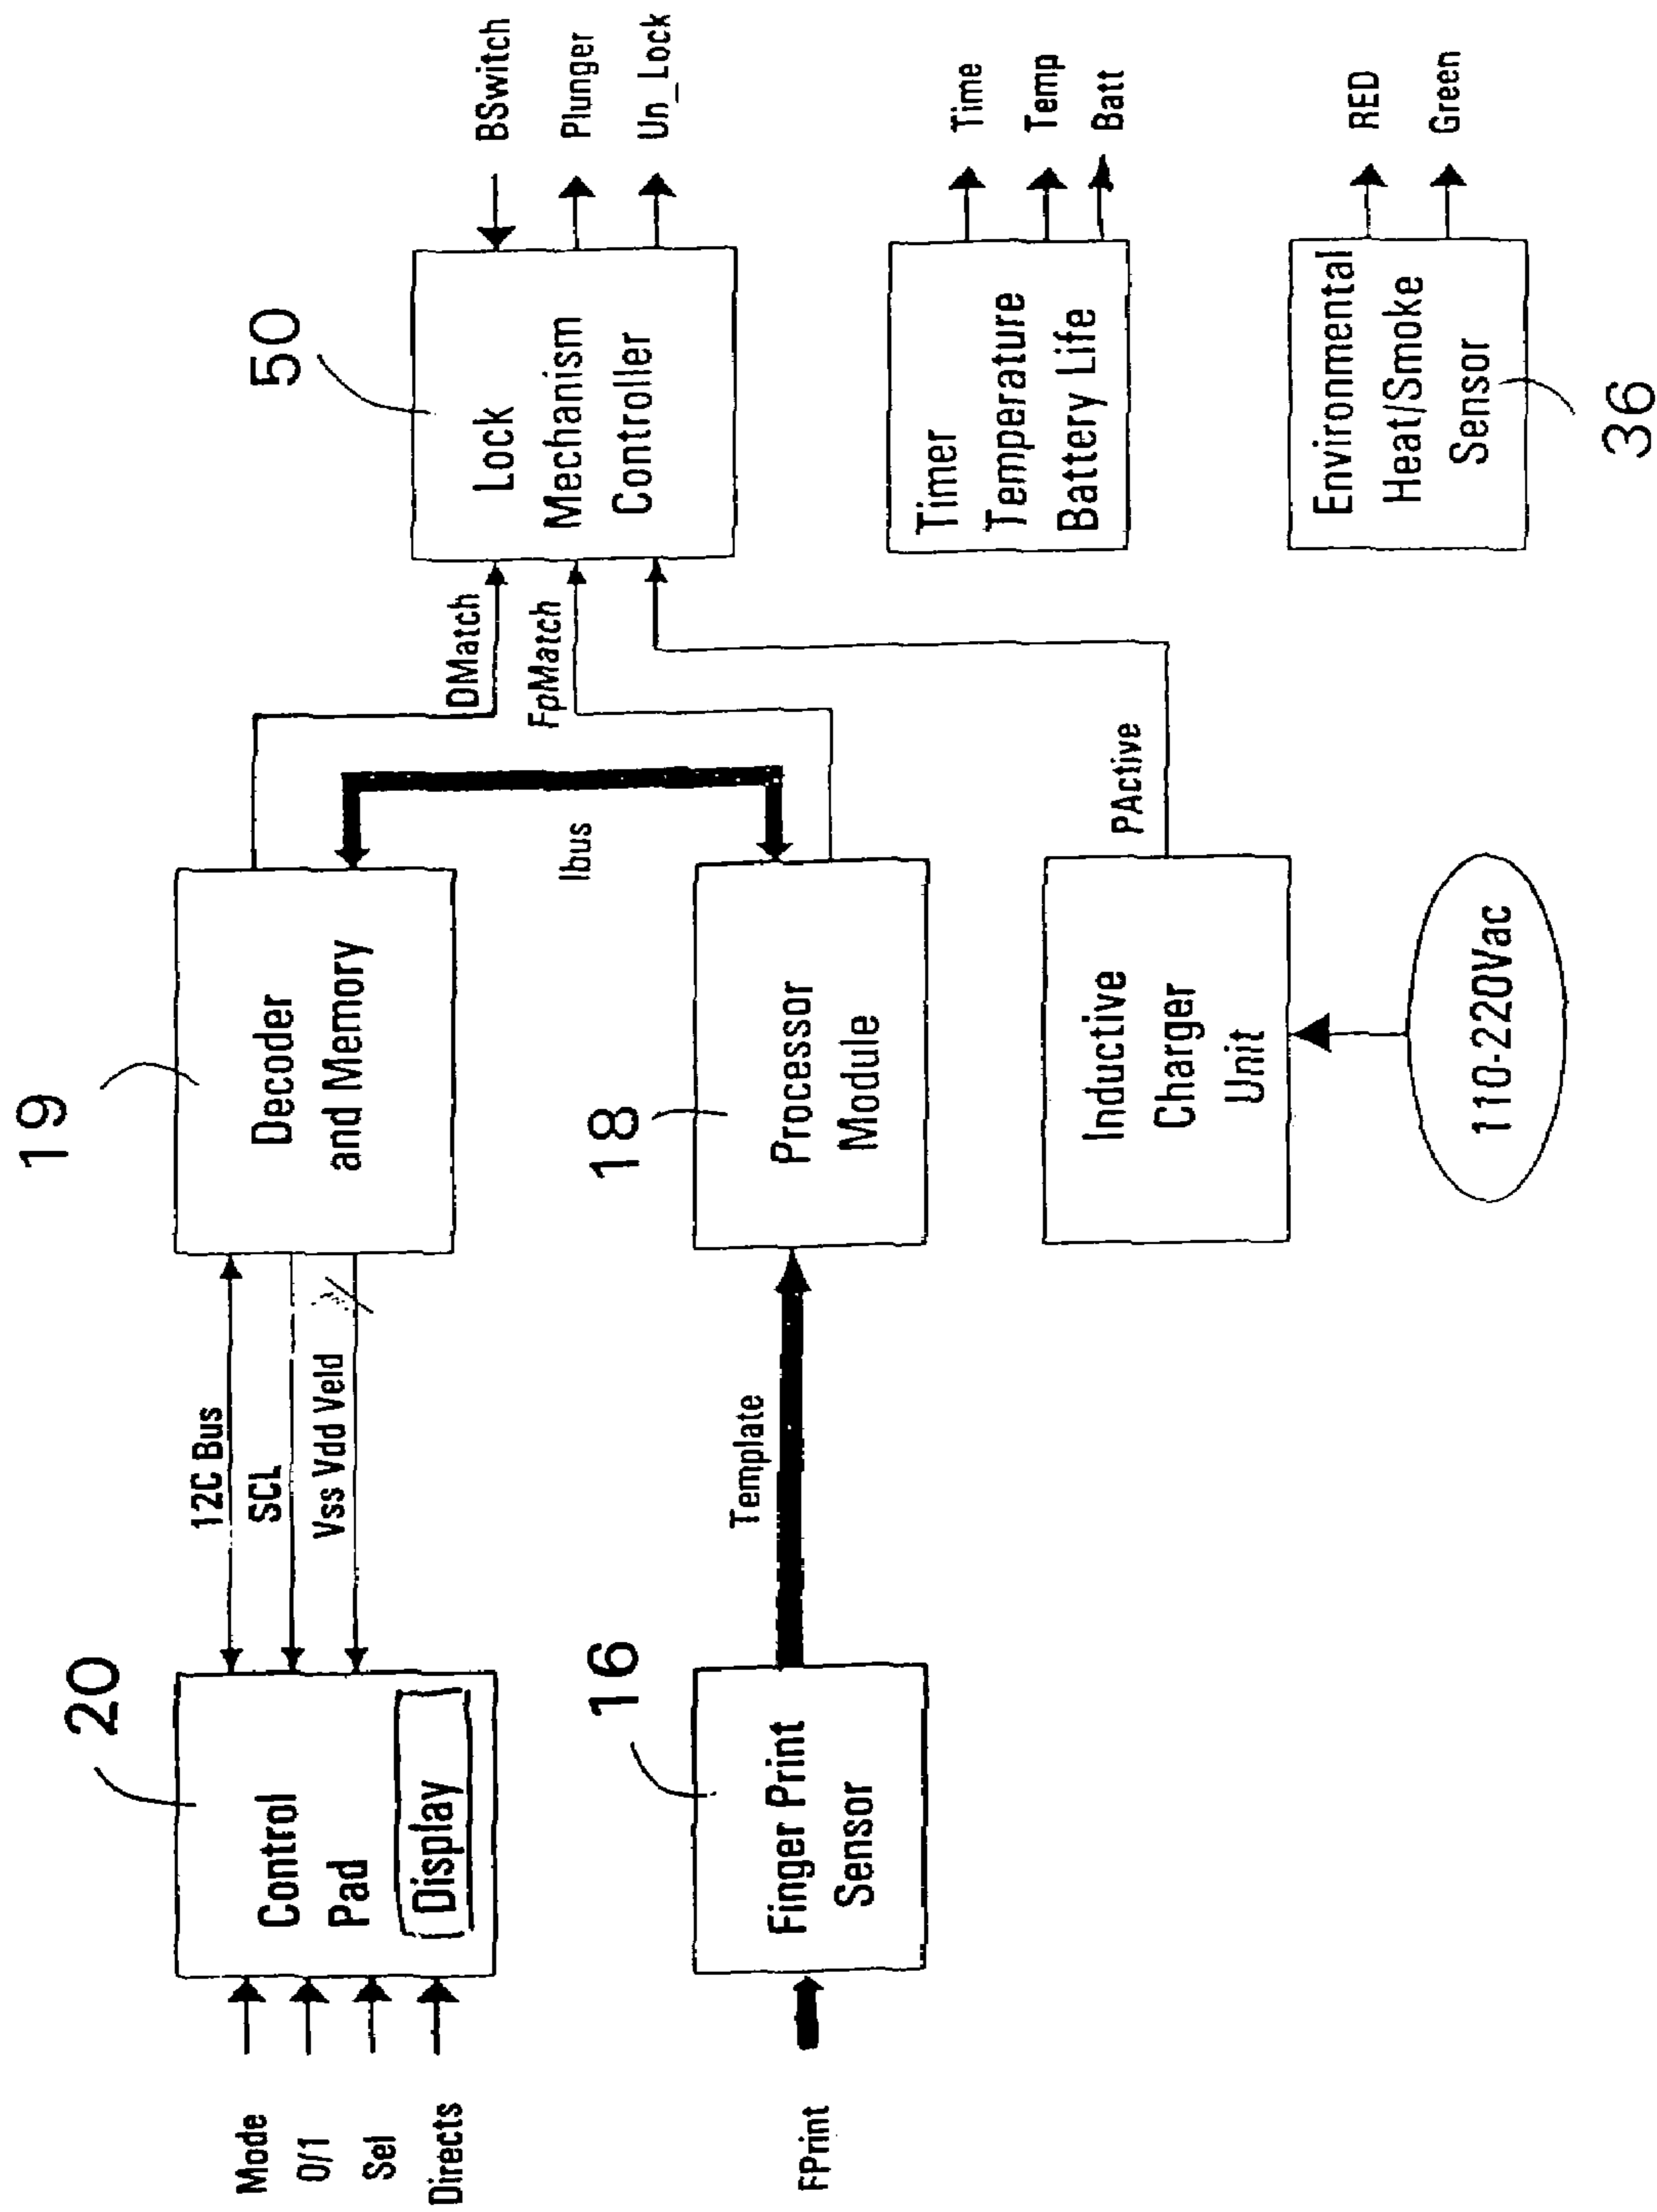 20
19
50
Mode
0/1
Sel
Directs
Control
Pad
Display
12C Bus
SCL
Vss Vdd Veld
Decoder
and Memory
DMatch
FpMatch
Ibus
Lock
Mechanism
Controller
BSwitch
Plunger
Un_Lock
16
18
FPrint
Finger Print
Sensor
Template
Processor
Module
Timer
Temperature
Battery Life
Time
Temp
Batt
Inductive
Charger
Unit
PActive
110-220Vac
Environmental
Heat/Smoke
Sensor
RED
Green
36